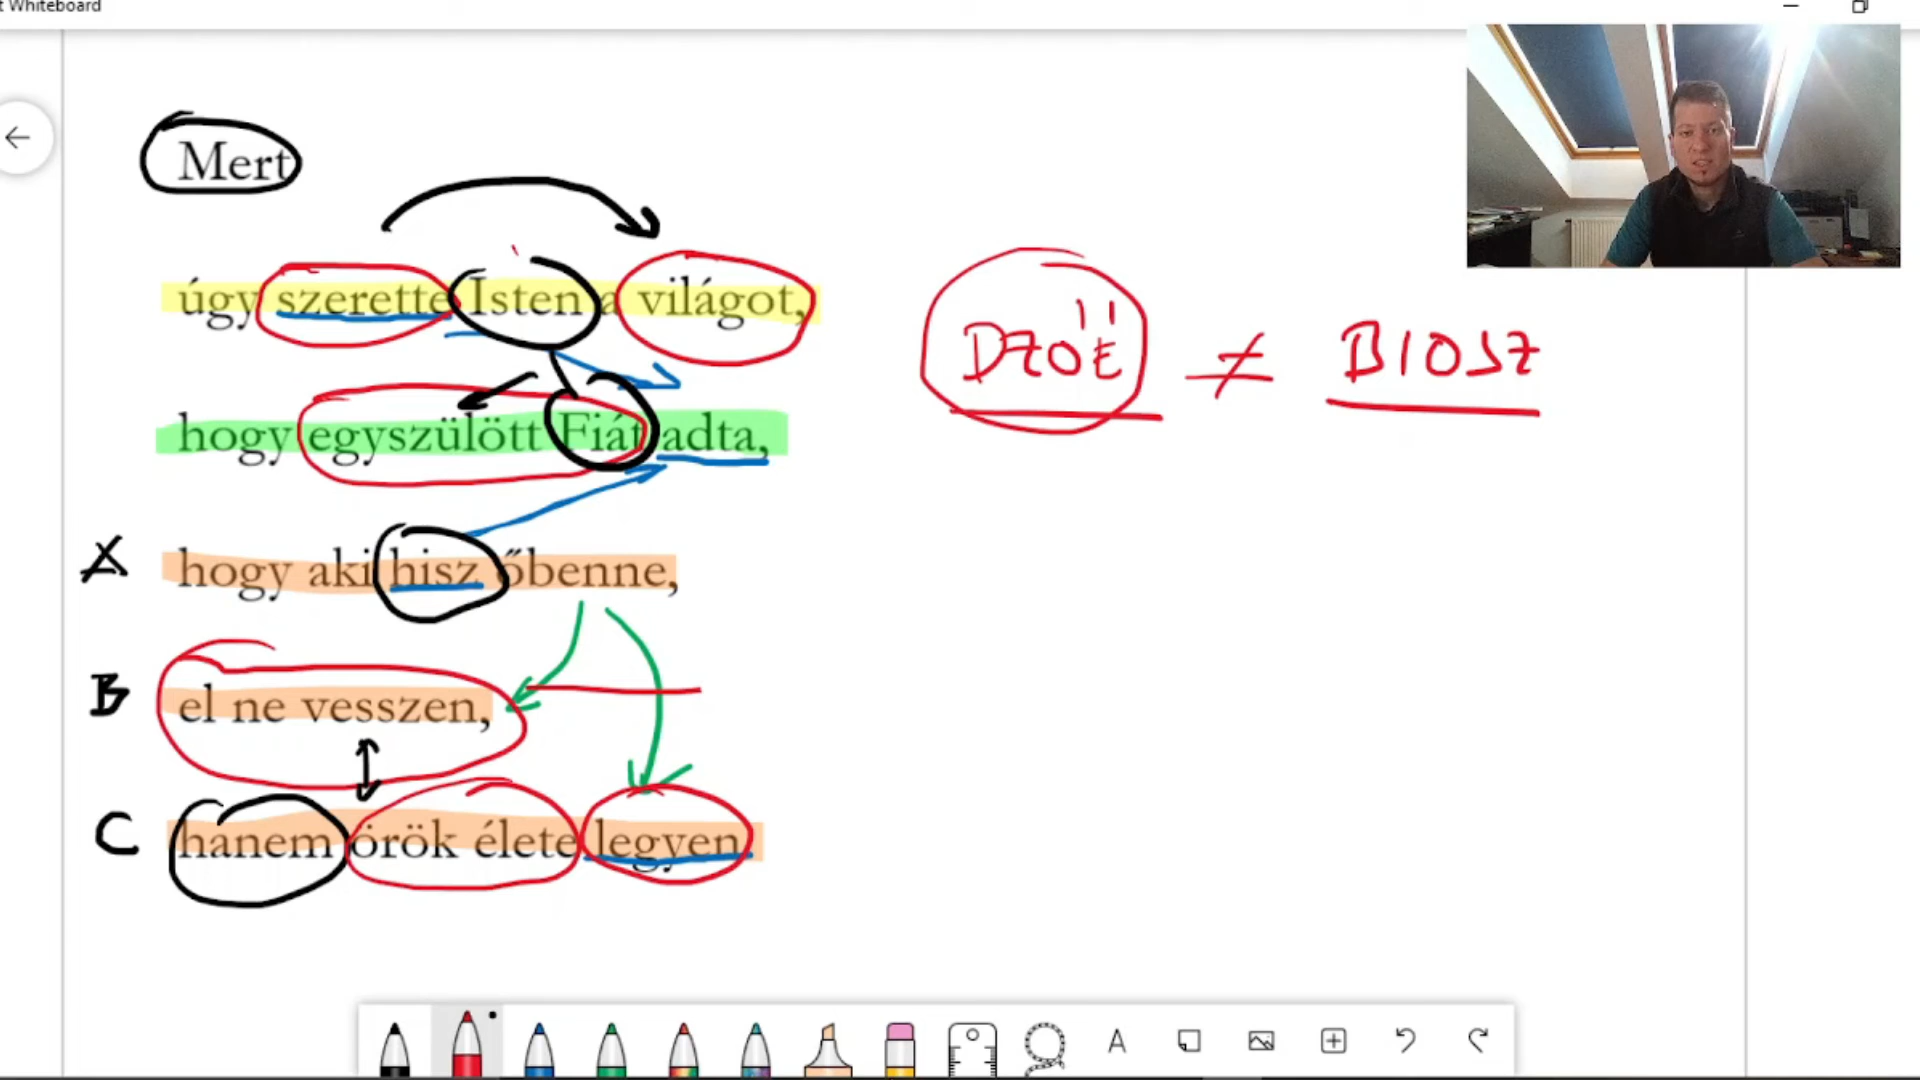 t Whiteboard
Mert
úgy szerette Isten a világot,
hogy egyszülött Fiát adta,
A hogy aki hisz őbenne,
B el ne vesszen,
C hanem örök élete legyen
DZOÉ ≠ BIOSZ
A